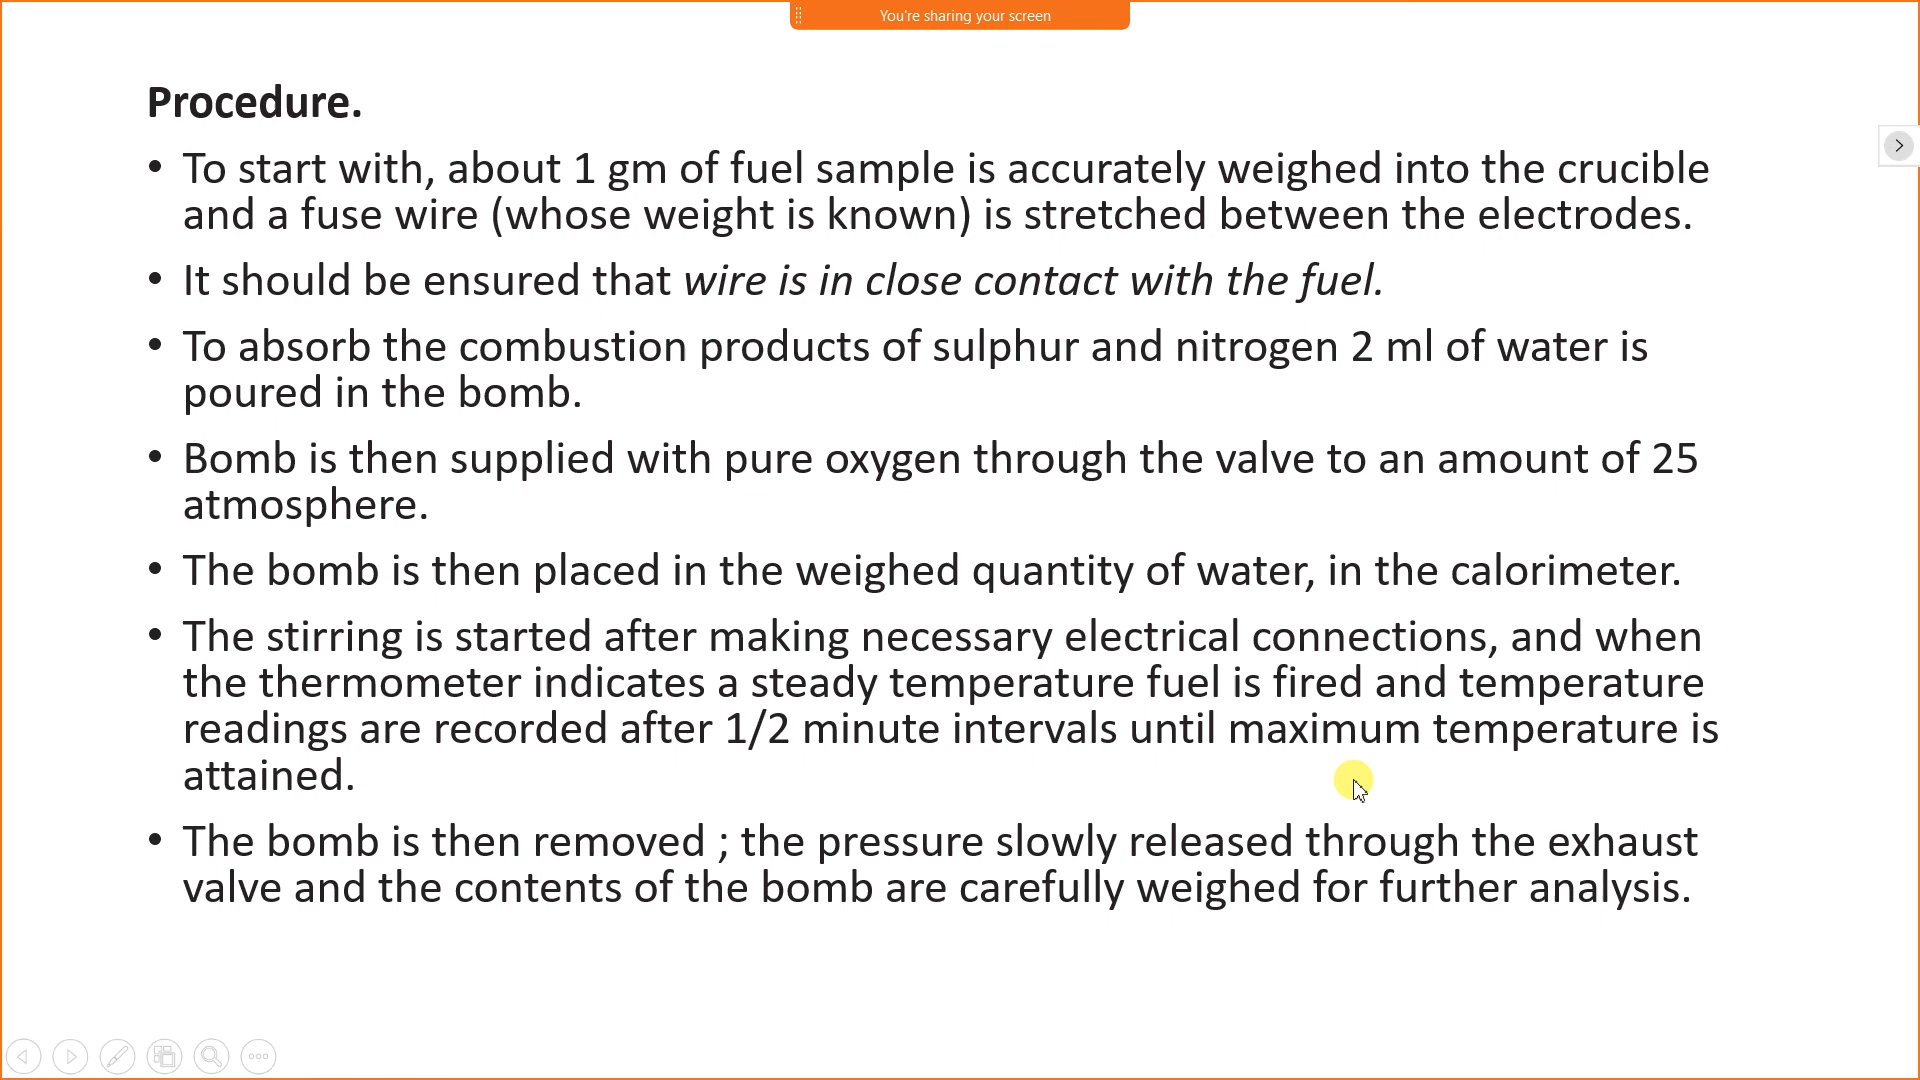 You're sharing your screen
Procedure.
• To start with, about 1 gm of fuel sample is accurately weighed into the crucible
and a fuse wire (whose weight is known) is stretched between the electrodes.
• It should be ensured that wire is in close contact with the fuel.
• To absorb the combustion products of sulphur and nitrogen 2 ml of water is
poured in the bomb.
• Bomb is then supplied with pure oxygen through the valve to an amount of 25
atmosphere.
• The bomb is then placed in the weighed quantity of water, in the calorimeter.
• The stirring is started after making necessary electrical connections, and when
the thermometer indicates a steady temperature fuel is fired and temperature
readings are recorded after 1/2 minute intervals until maximum temperature is
attained.
• The bomb is then removed ; the pressure slowly released through the exhaust
valve and the contents of the bomb are carefully weighed for further analysis.